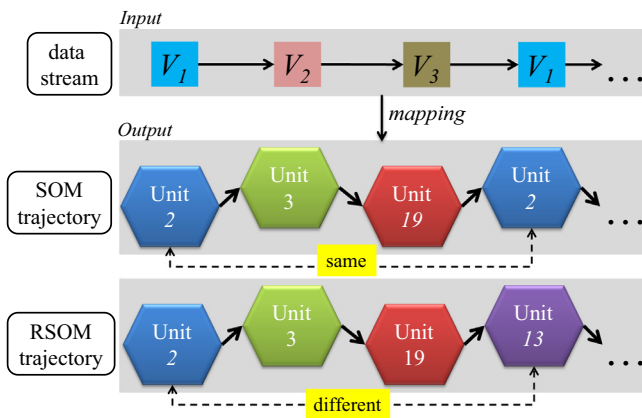 Input
data
stream
V1
V2
V3
V1
...
mapping
Output
SOM
trajectory
Unit
2
Unit
3
Unit
19
Unit
2
...
same
RSOM
trajectory
Unit
2
Unit
3
Unit
19
Unit
13
...
different